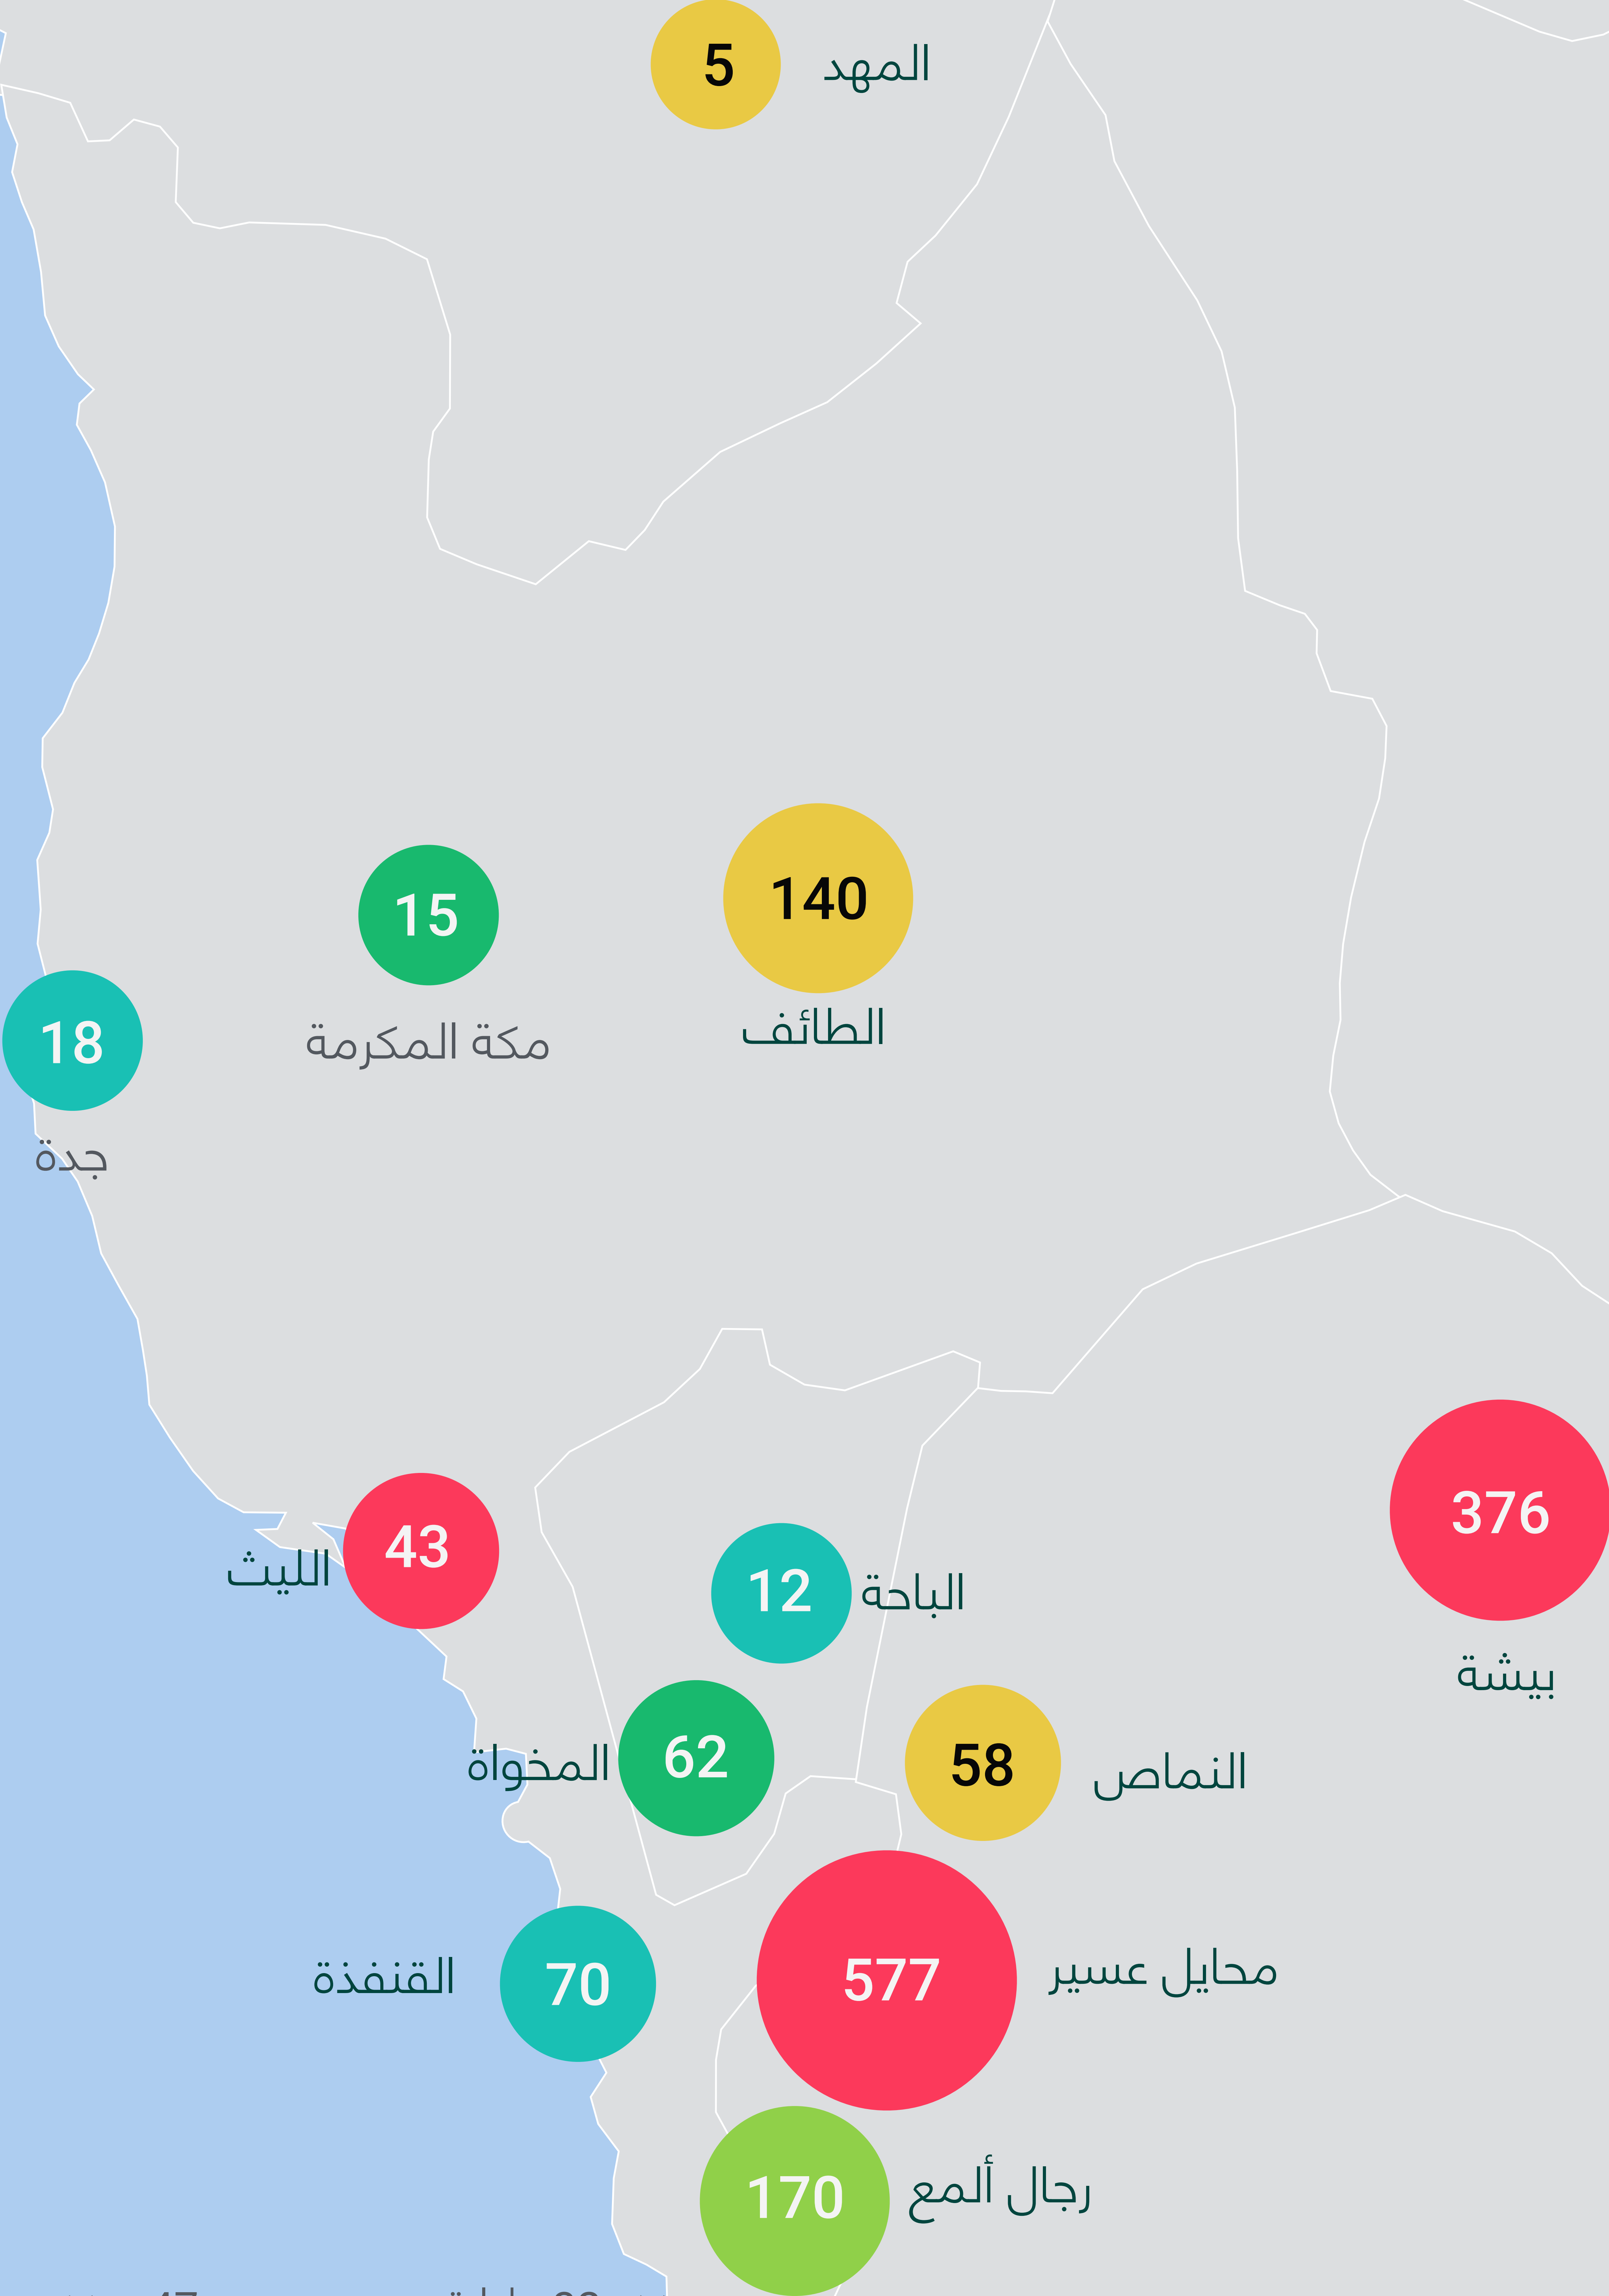 5 المهد
140
الطائف
15
مكة المكرمة
18
جدة
376
بيشة
43
الليث
12 الباحة
62
المخواة
58
النماص
577
محايل عسير
70
القنفذة
170
رجال ألمع